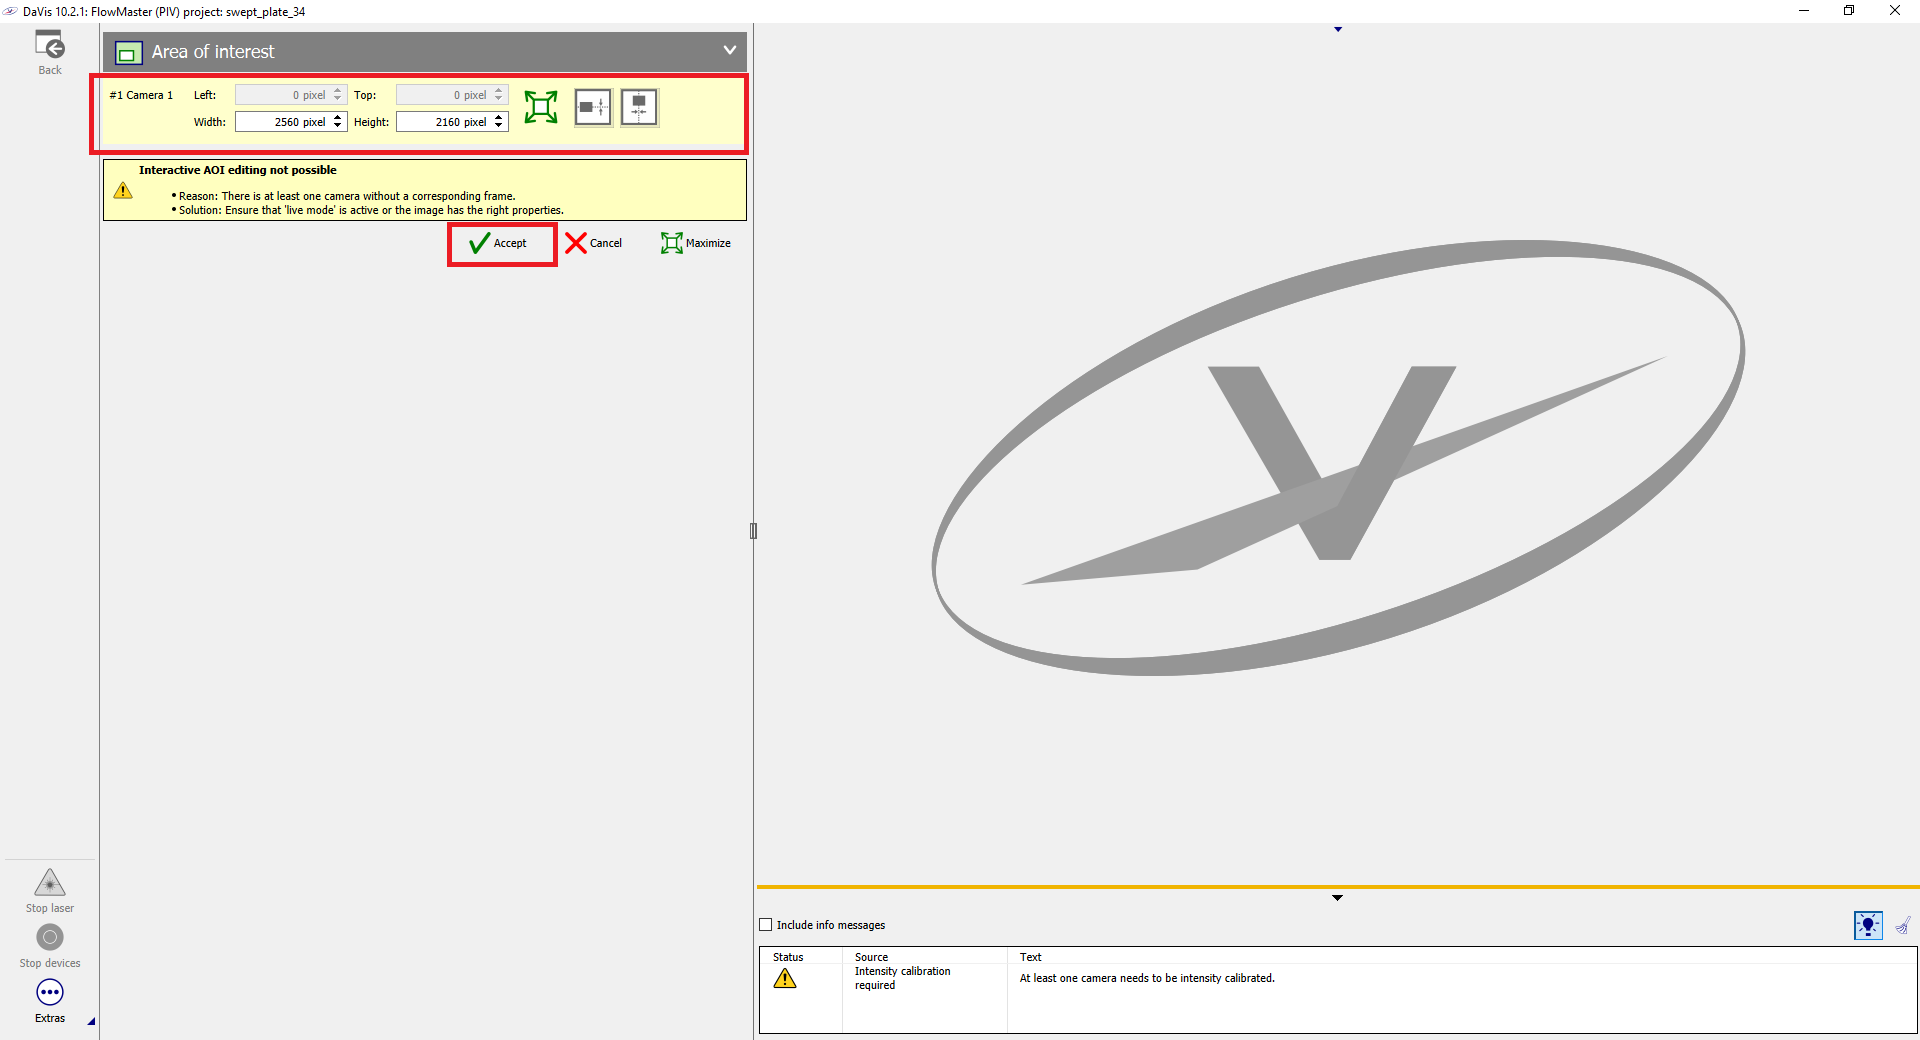 DaVis 10.2.1: FlowMaster (PIV) project: swept_plate_34
Back
Area of interest
#1 Camera 1 Left: 0 pixel Top: 0 pixel
Width: 2560 pixel Height: 2160 pixel
Interactive AOI editing not possible
• Reason: There is at least one camera without a corresponding frame.
• Solution: Ensure that 'live mode' is active or the image has the right properties.
Accept Cancel Maximize
Stop laser
Stop devices
Extras
Include info messages
Status Source Text
Intensity calibration
required
At least one camera needs to be intensity calibrated.